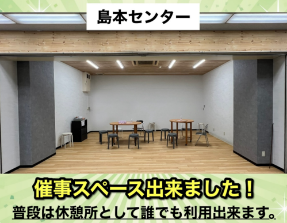 島本センター
催事スペース出来ました！
普段は休憩所として誰でも利用出来ます。